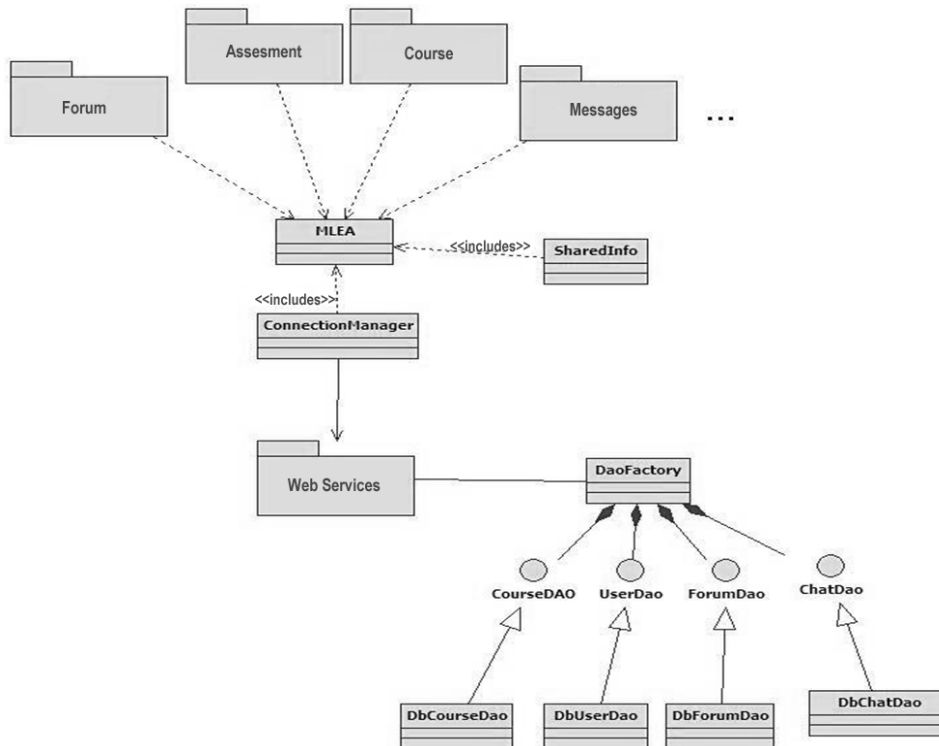 Assesment
Course
Forum
Messages
...
MLEA
<<includes>>
SharedInfo
<<includes>>
ConnectionManager
Web Services
DaoFactory
CourseDAO
UserDao
ForumDao
ChatDao
DbCourseDao
DbUserDao
DbForumDao
DbChatDao